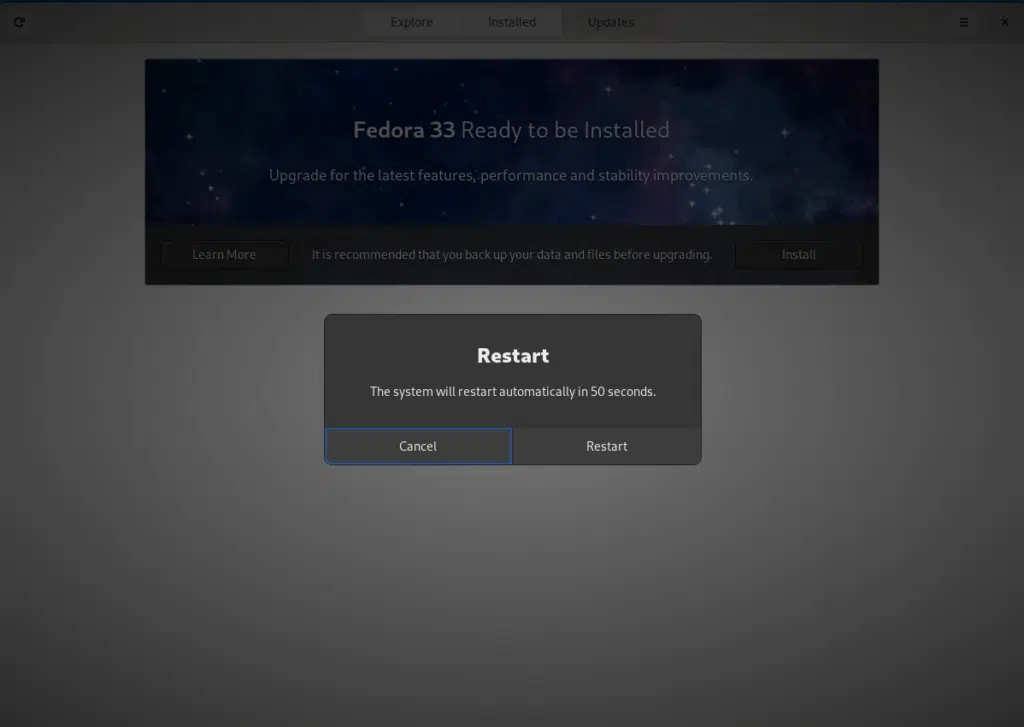 Explore Installed Updates
Fedora 33 Ready to be Installed
Upgrade for the latest features, performance and stability improvements.
Learn More It is recommended that you back up your data and files before upgrading. Install
Restart
The system will restart automatically in 50 seconds.
Cancel Restart